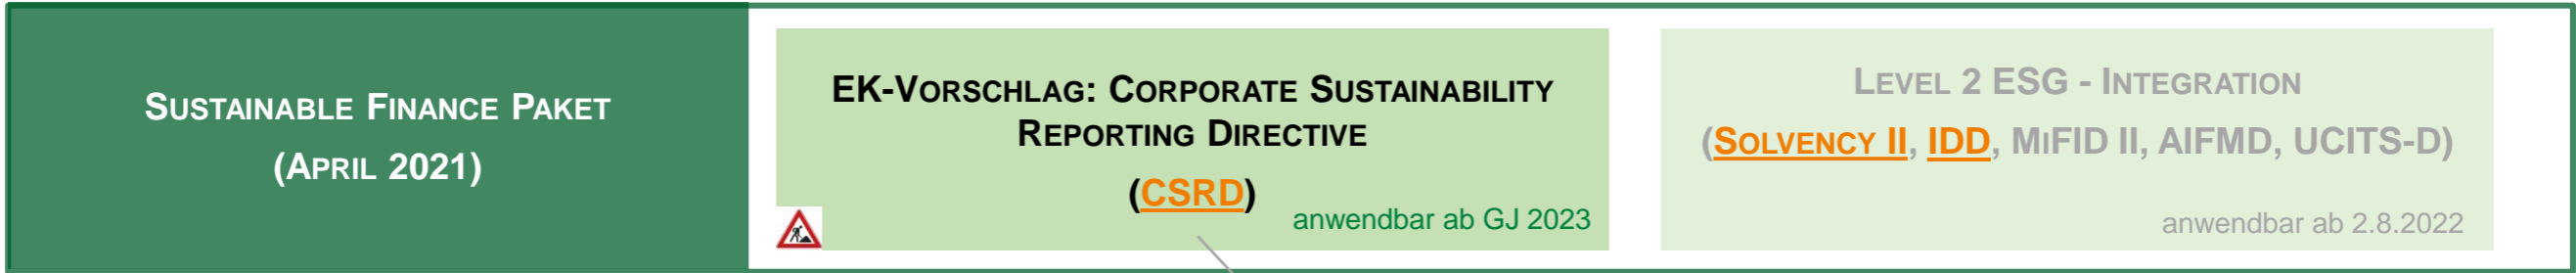 SUSTAINABLE FINANCE PAKET
(APRIL 2021)
EK-VORSCHLAG: CORPORATE SUSTAINABILITY
REPORTING DIRECTIVE
(CSRD)
anwendbar ab GJ 2023
LEVEL 2 ESG - INTEGRATION
(SOLVENCY II, IDD, MIFID II, AIFMD, UCITS-D)
anwendbar ab 2.8.2022